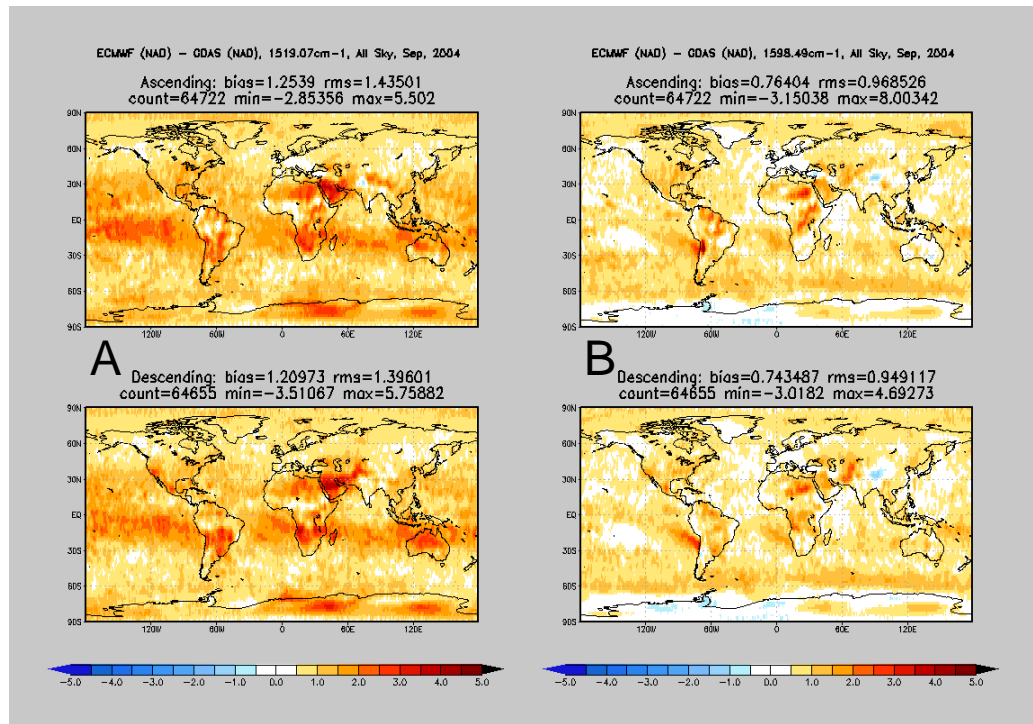 ECMWF (NAD) - GDAS (NAD), 1519.07cm-1, All Sky, Sep, 2004
Ascending: bias=1.2539 rms=1.43501
count=64722 min=-2.85356 max=5.502
90N
60N
30N
EQ
30S
60S
90S
120W 60W 0 60E 120E
A
Descending: bias=1.20973 rms=1.39601
count=64655 min=-3.51067 max=5.75882
90N
60N
30N
EQ
30S
60S
90S
120W 60W 0 60E 120E
-5.0 -4.0 -3.0 -2.0 -1.0 0.0 1.0 2.0 3.0 4.0 5.0
ECMWF (NAD) - GDAS (NAD), 1598.49cm-1, All Sky, Sep, 2004
Ascending: bias=0.76404 rms=0.968526
count=64722 min=-3.15038 max=8.00342
90N
60N
30N
EQ
30S
60S
90S
120W 60W 0 60E 120E
B
Descending: bias=0.743487 rms=0.949117
count=64655 min=-3.0182 max=4.69273
90N
60N
30N
EQ
30S
60S
90S
120W 60W 0 60E 120E
-5.0 -4.0 -3.0 -2.0 -1.0 0.0 1.0 2.0 3.0 4.0 5.0